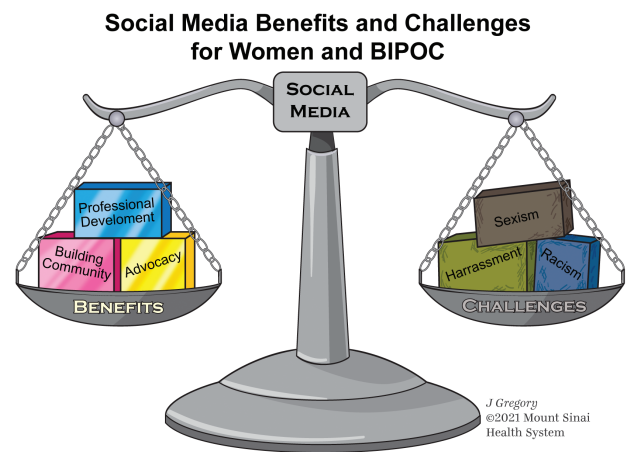 Social Media Benefits and Challenges
for Women and BIPOC
SOCIAL
MEDIA
Professional
Develoment
Building
Community
Advocacy
BENEFITS
Sexism
Harrassment
Racism
CHALLENGES
J Gregory
©2021 Mount Sinai
Health System